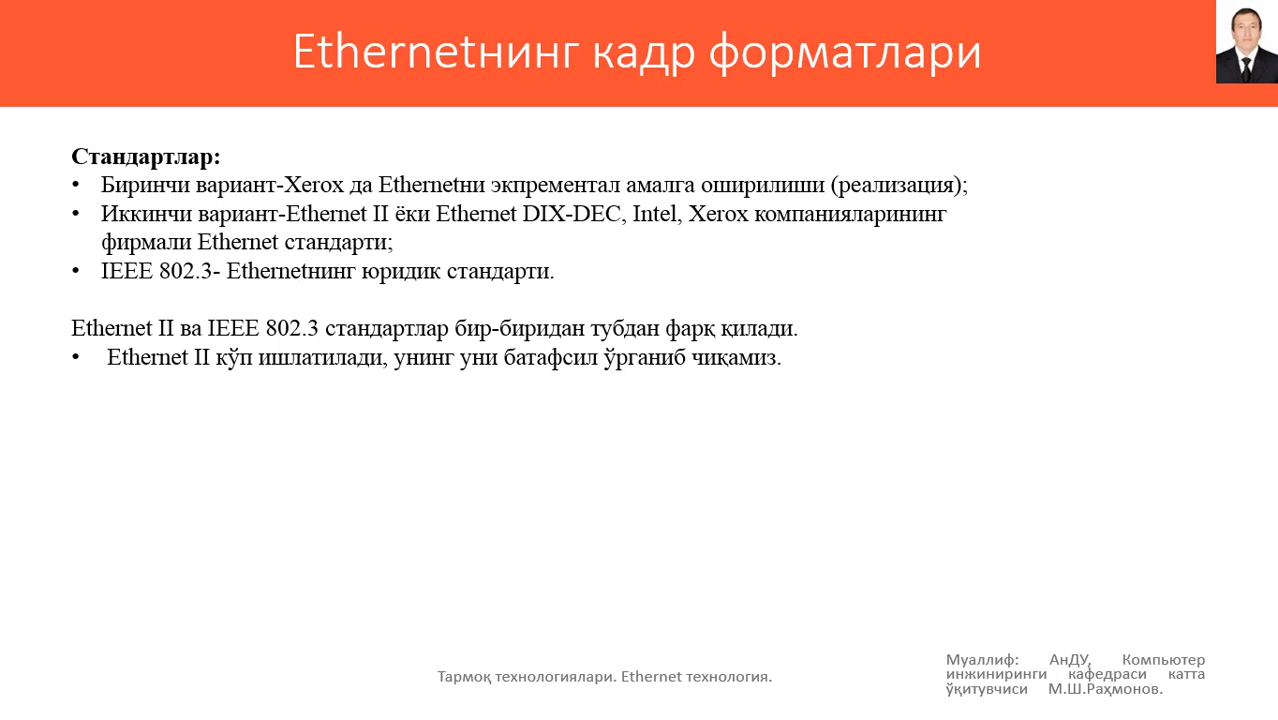 Ethernetнинг кадр форматлари
Стандартлар:
• Биринчи вариант-Xerox да Ethernetни экпрементал амалга оширилиши (реализация);
• Иккинчи вариант-Ethernet II ёки Ethernet DIX-DEC, Intel, Xerox компанияларининг
фирмали Ethernet стандарти;
• IEEE 802.3- Ethernetнинг юридик стандарти.
Ethernet II ва IEEE 802.3 стандартлар бир-биридан тубдан фарқ қилади.
• Ethernet II кўп ишлатилади, унинг уни батафсил ўрганиб чиқамиз.
Тармоқ технологиялари. Ethernet технология.
Муаллиф: АнДУ, Компьютер
инжиниринги кафедраси катта
ўқитувчиси М.Ш.Раҳмонов.